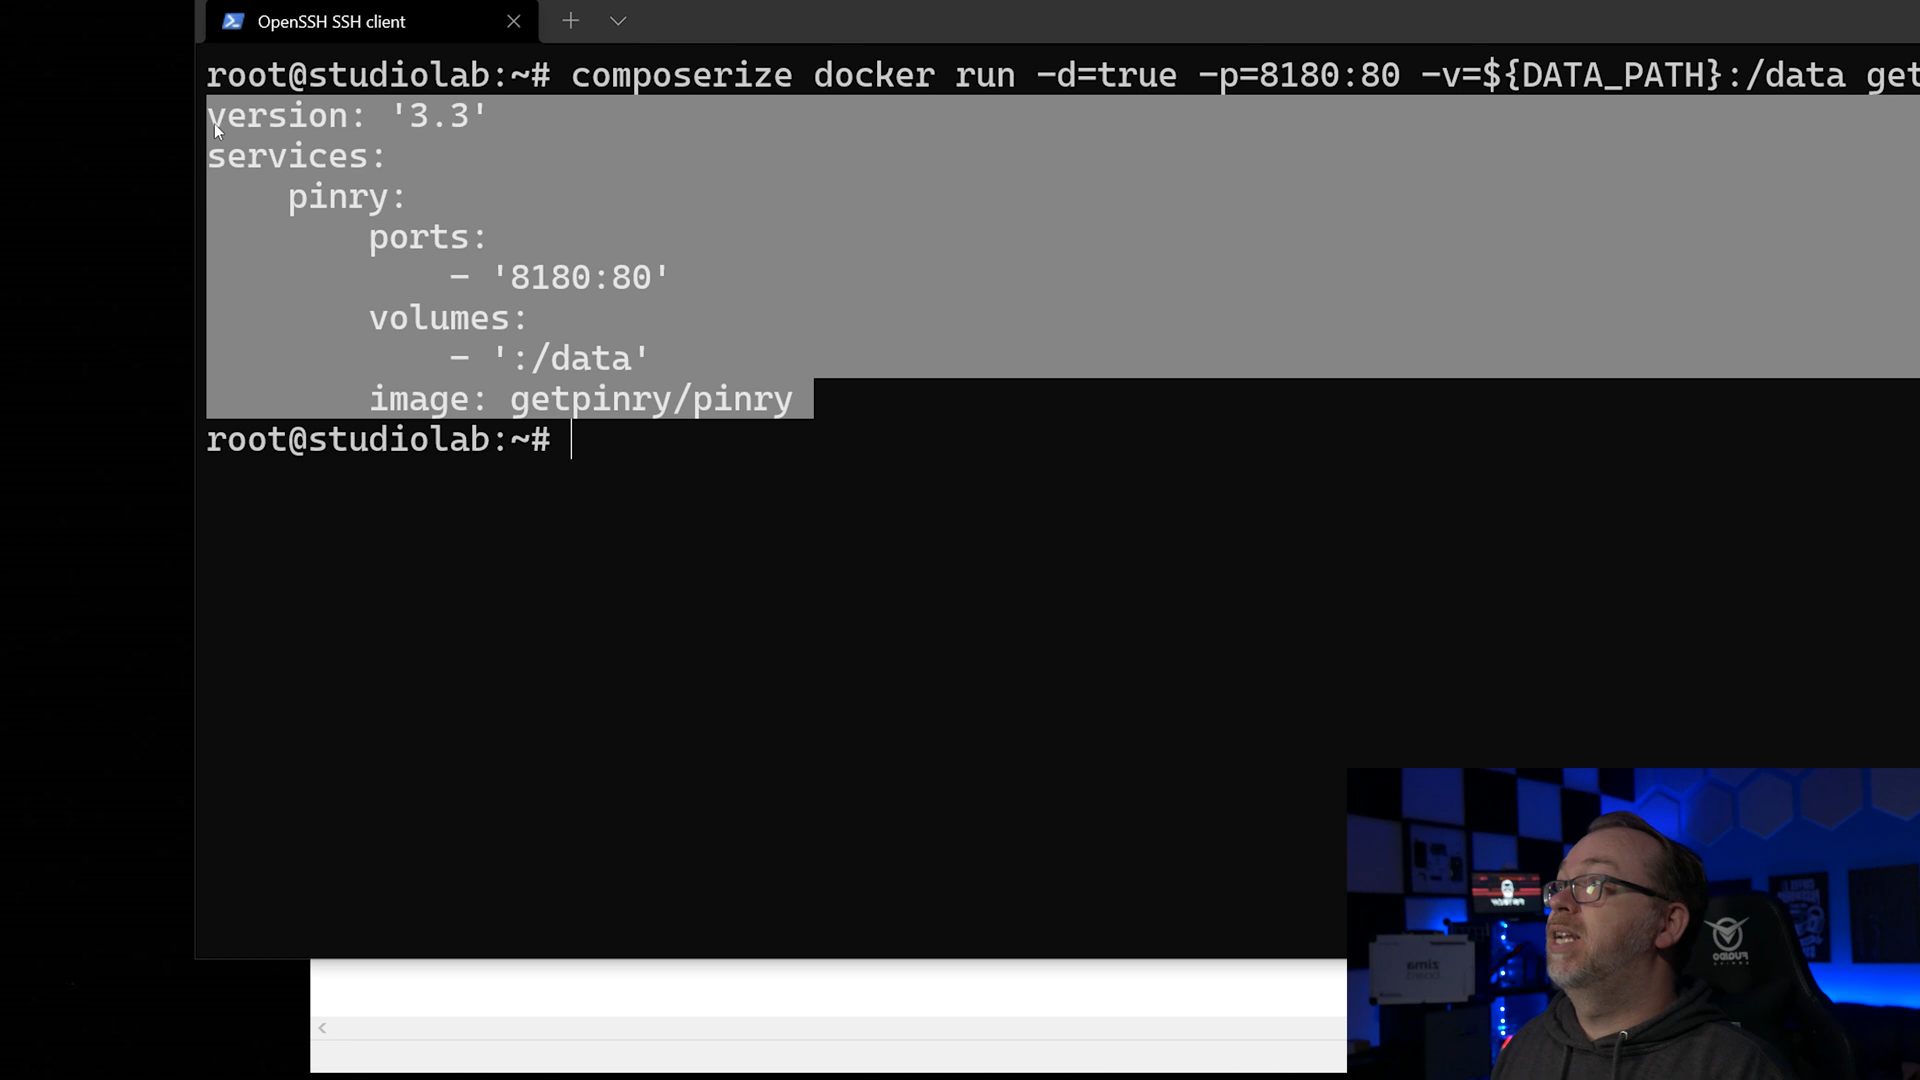 OpenSSH SSH client
root@studiolab:~# composerize docker run -d=true -p=8180:80 -v=${DATA_PATH}:/data get
version: '3.3'
services:
pinry:
ports:
- '8180:80'
volumes:
- ':/data'
image: getpinry/pinry
root@studiolab:~#
zima